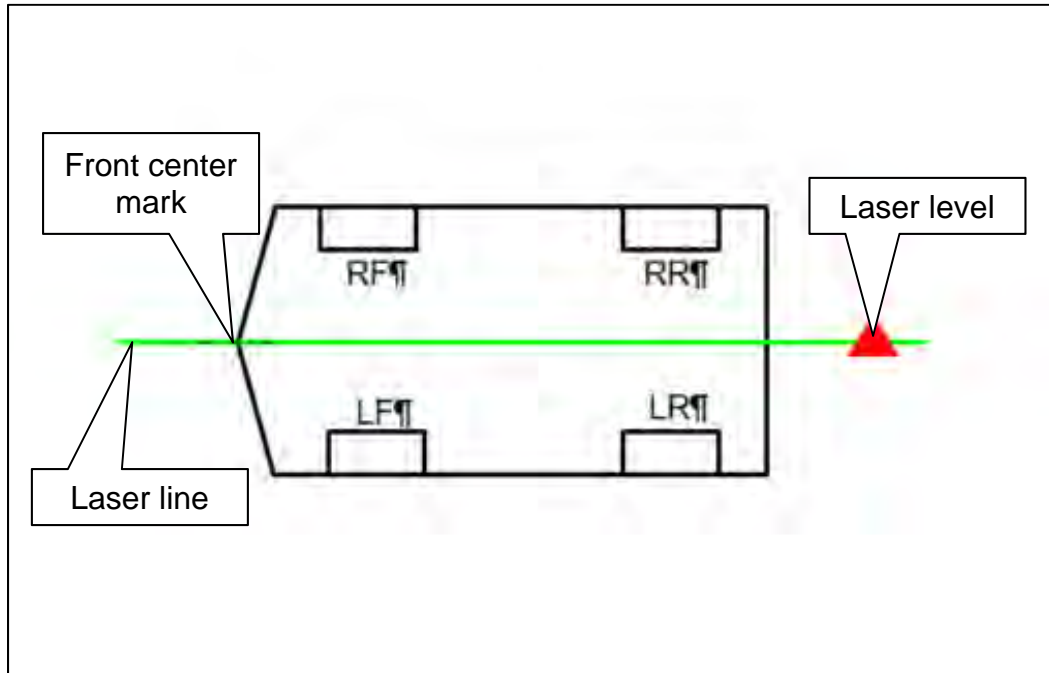 Front center
mark
Laser level
RF¶
RR¶
LF¶
LR¶
Laser line